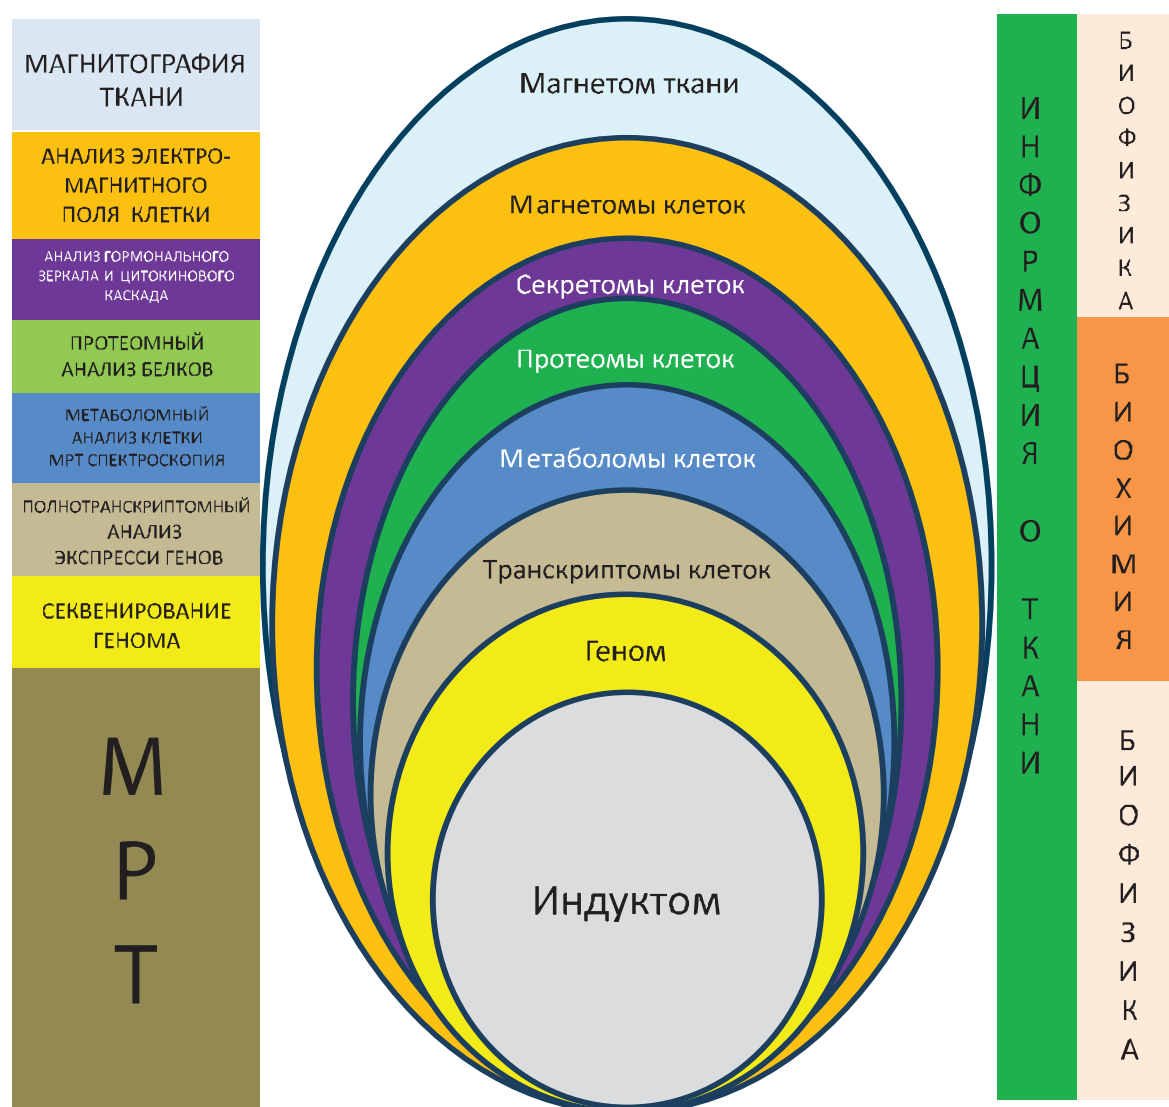 МАГНИТОГРАФИЯ
ТКАНИ
АНАЛИЗ ЭЛЕКТРО-
МАГНИТНОГО
ПОЛЯ КЛЕТКИ
АНАЛИЗ ГОРМОНАЛЬНОГО
ЗЕРКАЛА И ЦИТОКИНОВОГО
КАСКАДА
ПРОТЕОМНЫЙ
АНАЛИЗ БЕЛКОВ
МЕТАБОЛОМНЫЙ
АНАЛИЗ КЛЕТКИ
МРТ СПЕКТРОСКОПИЯ
ПОЛНОТРАНСКРИПТОМНЫЙ
АНАЛИЗ
ЭКСПРЕССИ ГЕНОВ
СЕКВЕНИРОВАНИЕ
ГЕНОМА
МРТ
Магнетом ткани
Магнетомы клеток
Секретомы клеток
Протеомы клеток
Метаболомы клеток
Транскриптомы клеток
Геном
Индуктом
ИНФОРМАЦИЯ О ТКАНИ
БИОФИЗИКА
БИОХИМИЯ
БИОФИЗИКА